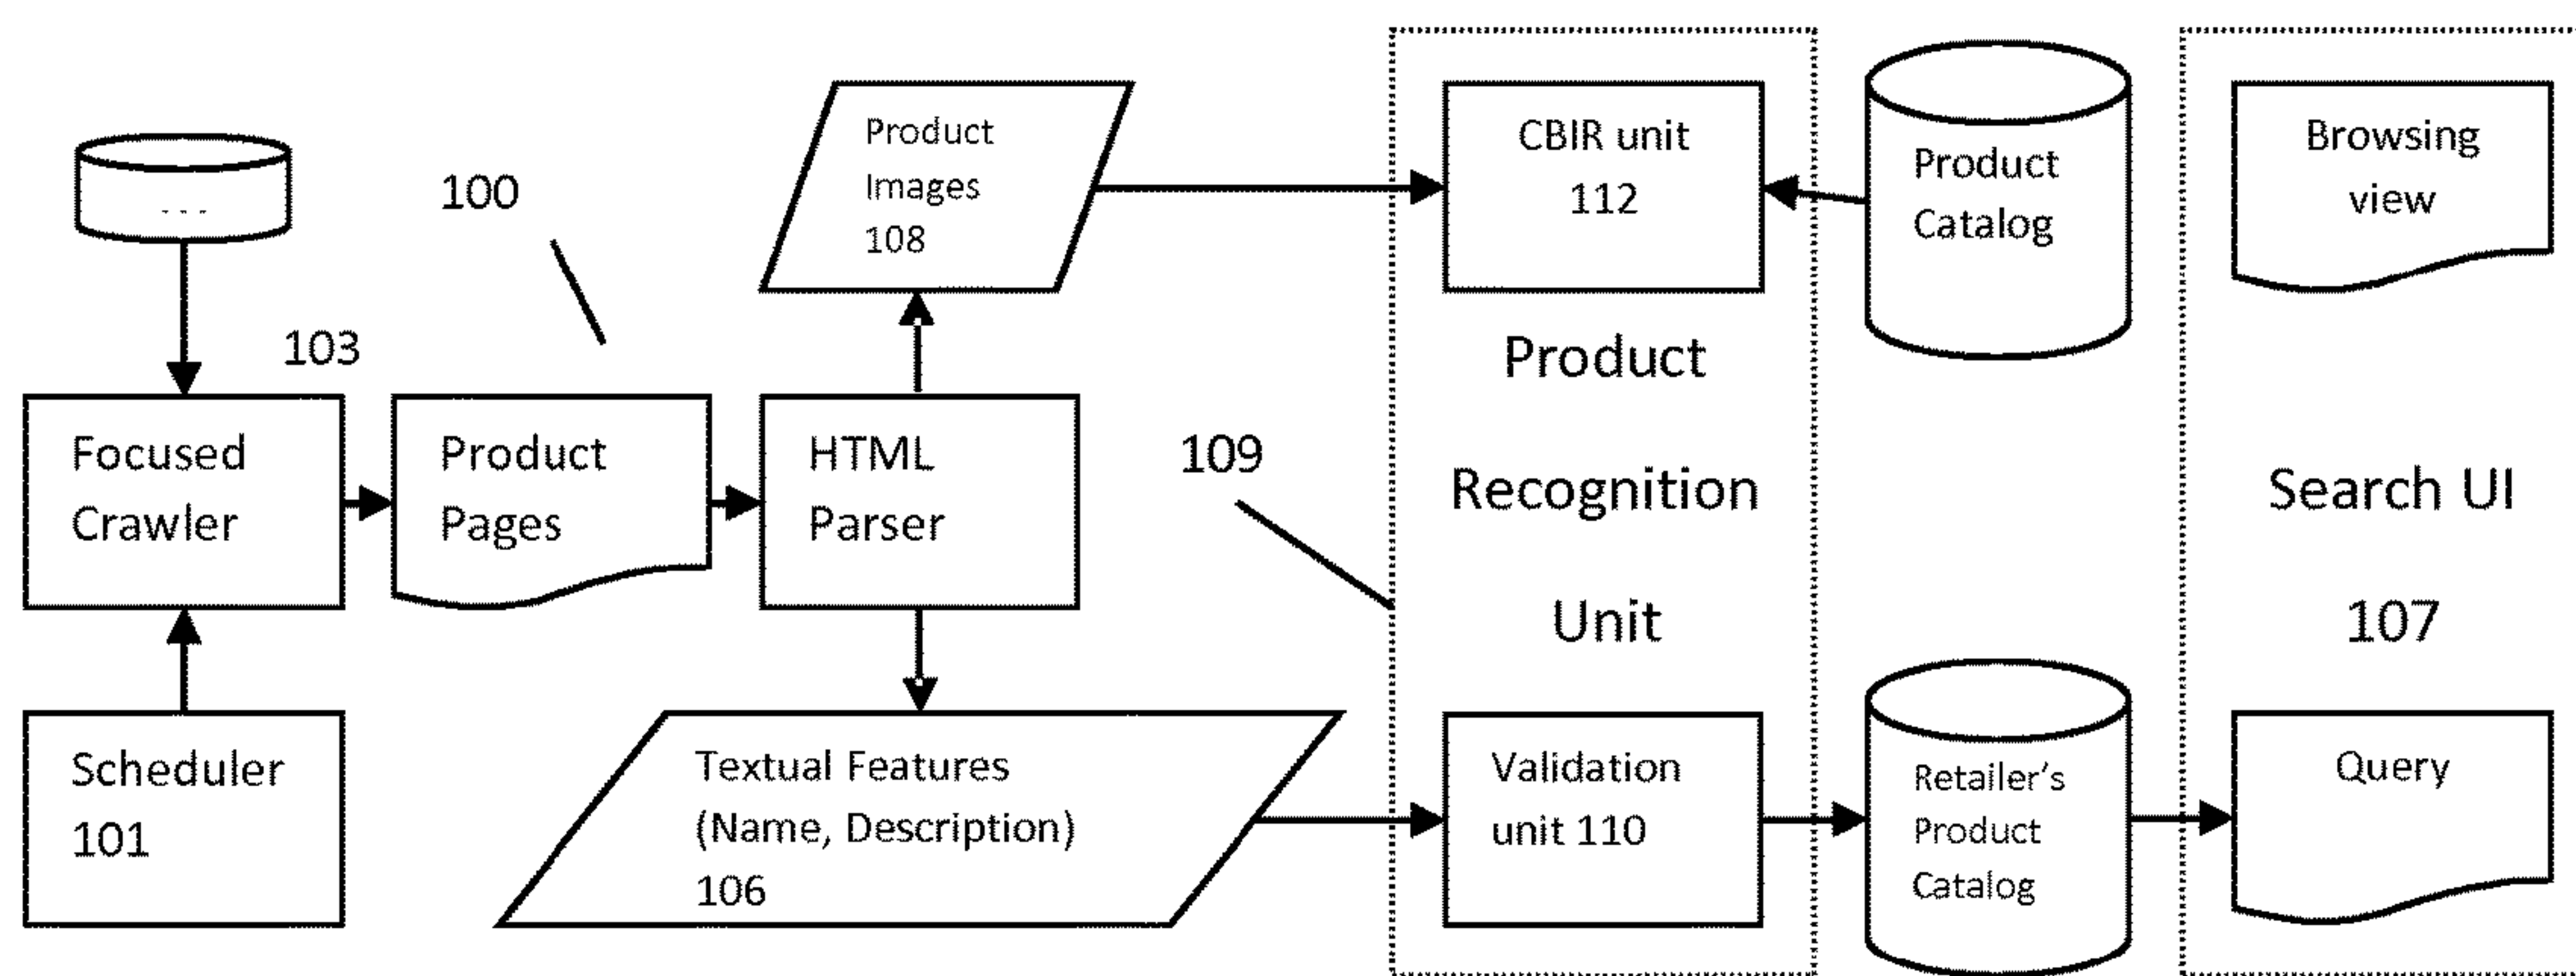 Product
Images
108
CBIR unit
112
Product
Catalog
Browsing
view
...
100
103
Focused
Crawler
Product
Pages
HTML
Parser
109
Product
Recognition
Unit
Search UI
107
Scheduler
101
Textual Features
(Name, Description)
106
Validation
unit 110
Retailer's
Product
Catalog
Query